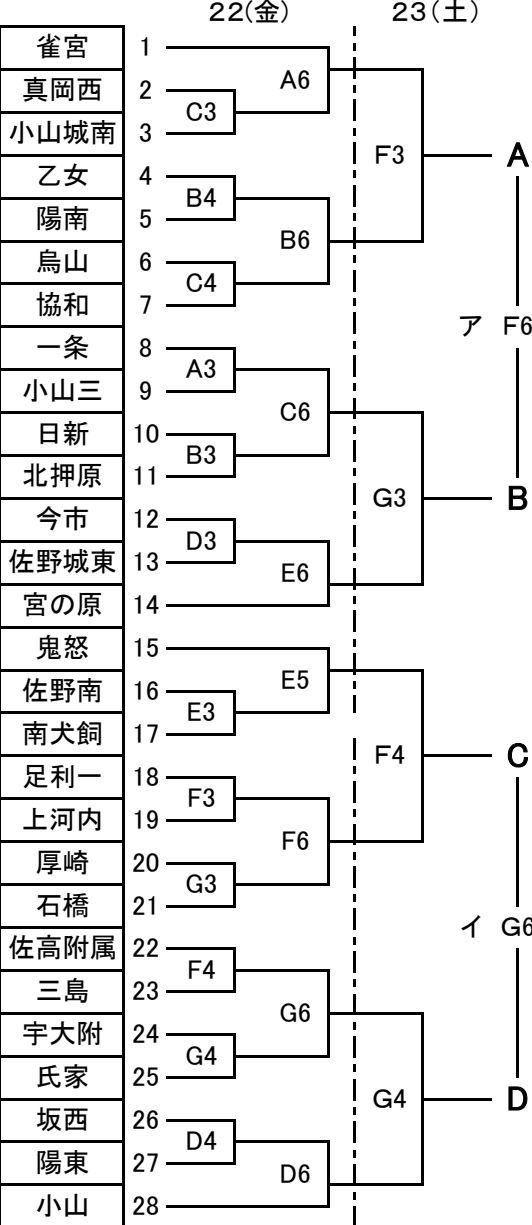 22(金) 23(土)
雀宮 1
真岡西 2
小山城南 3
乙女 4
陽南 5
烏山 6
協和 7
一条 8
小山三 9
日新 10
北押原 11
今市 12
佐野城東 13
宮の原 14
鬼怒 15
佐野南 16
南犬飼 17
足利一 18
上河内 19
厚崎 20
石橋 21
佐高附属 22
三島 23
宇大附 24
氏家 25
坂西 26
陽東 27
小山 28
C3
B4
C4
A3
B3
D3
E3
F3
G3
F4
G4
D4
A6
B6
C6
E6
E5
F6
G6
D6
F3
G3
F4
G4
A
ア F6
B
C
イ G6
D